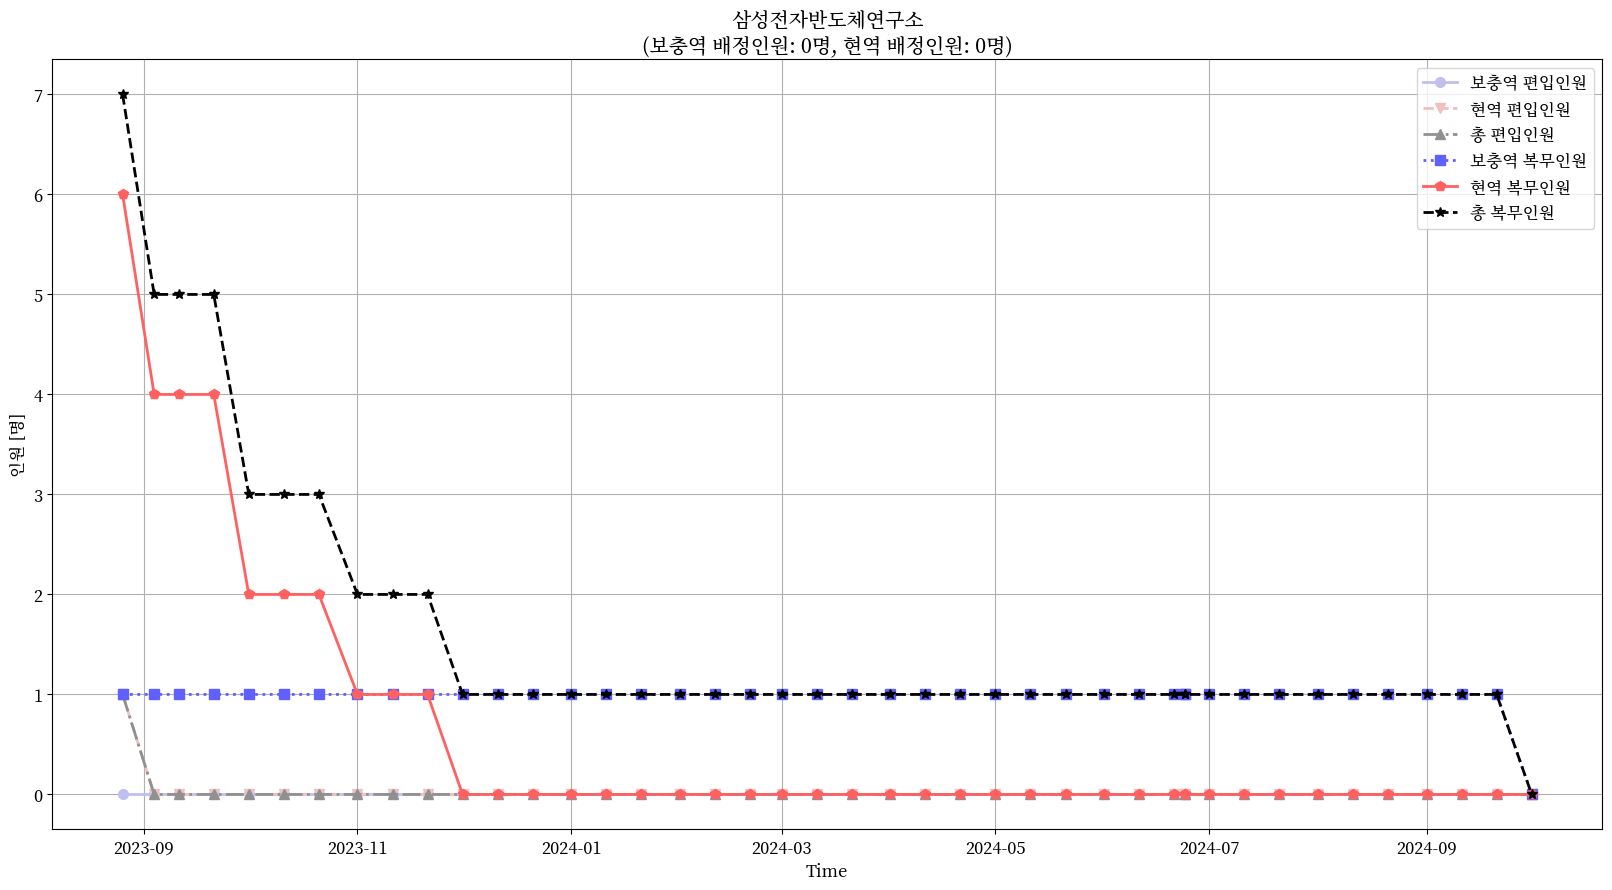 삼성전자반도체연구소
(보충역 배정인원: 0명, 현역 배정인원: 0명)
보충역 편입인원
현역 편입인원
총 편입인원
보충역 복무인원
현역 복무인원
총 복무인원
인원 [명]
7
6
5
4
3
2
1
0
2023-09
2023-11
2024-01
2024-03
2024-05
2024-07
2024-09
Time